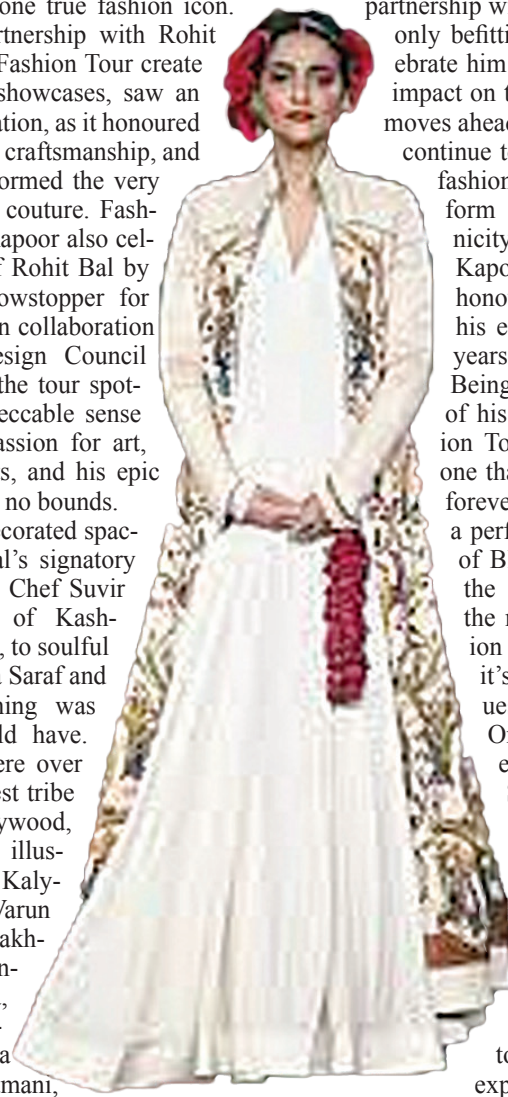 one true fashion icon.
rtnership with Rohit
Fashion Tour create
showcases, saw an
ation, as it honoured
craftsmanship, and
ormed the very
couture. Fash-
apoor also cel-
f Rohit Bal by
owstopper for
n collaboration
esign Council
the tour spot-
eccable sense
assion for art,
s, and his epic
no bounds.
corated spac-
al's signatory
Chef Suvir
of Kash-
, to soulful
Saraf and
ning was
ld have.
ere over
est tribe
ywood,
illus-
Kaly-
Varun
akh-
n-
,
a
mani,
partnership w
only befitti
ebrate him
impact on t
moves ahead
continue t
fashion
form
nicity
Kapo
hono
his e
years
Being
of his
ion To
one tha
forever
a perf
of B
the
the r
ion
it's
ue
O
e
to
exp